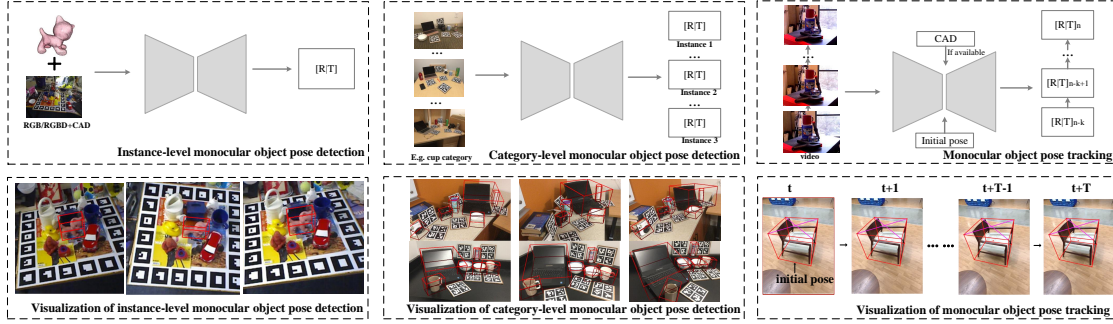 RGB/RGBD+CAD
[R|T]
Instance-level monocular object pose detection
...
...
E.g. cup category
[R|T]
Instance 1
[R|T]
Instance 2
[R|T]
Instance 3
Category-level monocular object pose detection
...
video
CAD
If available
Initial pose
[R|T]n
...
[R|T]n-k+1
[R|T]n-k
Monocular object pose tracking
Visualization of instance-level monocular object pose detection
Visualization of category-level monocular object pose detection
t
t+1
t+T-1
t+T
initial pose
... ...
Visualization of monocular object pose tracking